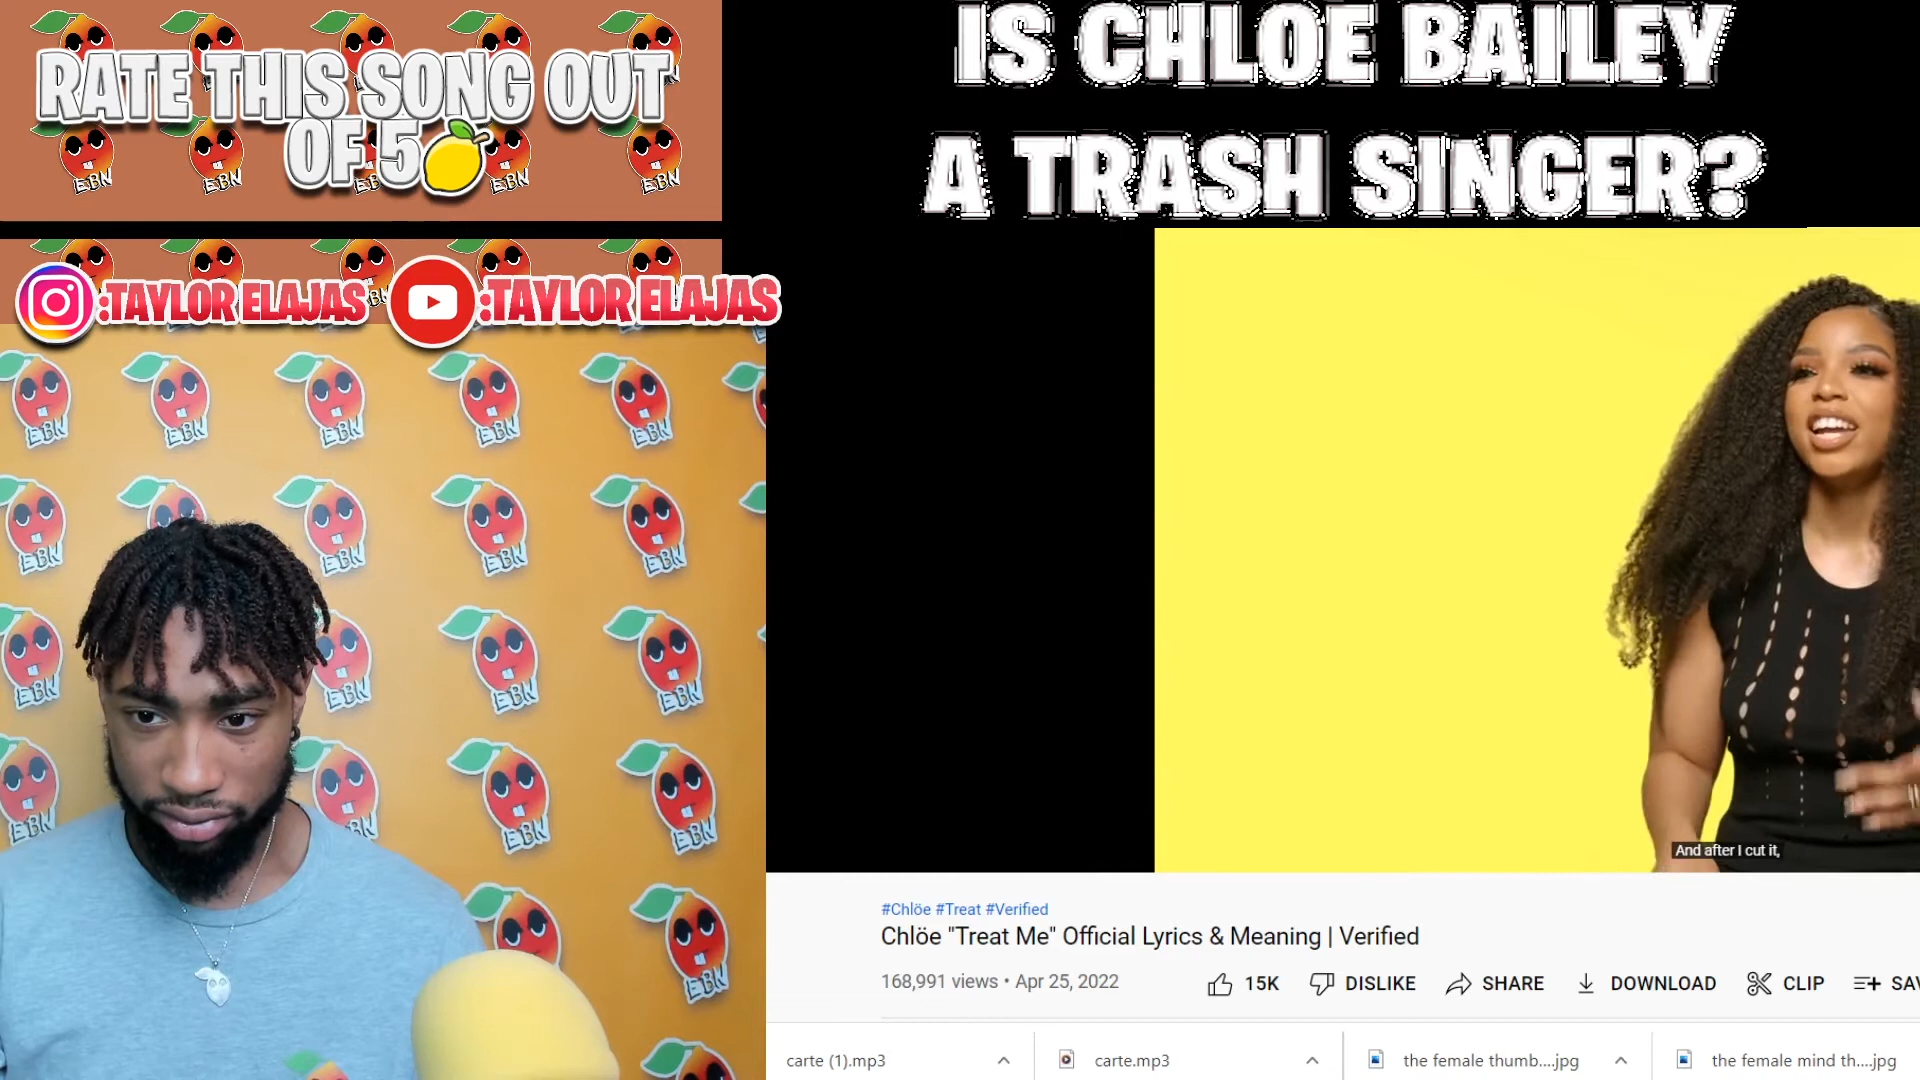 RATE THIS SONG OUT
OF 5
IS CHLOE BAILEY
A TRASH SINGER?
:TAYLOR ELAJAS
:TAYLOR ELAJAS
EBN
And after I cut it,
#Chlöe #Treat #Verified
Chlöe "Treat Me" Official Lyrics & Meaning | Verified
168,991 views • Apr 25, 2022
15K
DISLIKE
SHARE
DOWNLOAD
CLIP
carte (1).mp3
carte.mp3
the female thumb....jpg
the female mind th....jpg